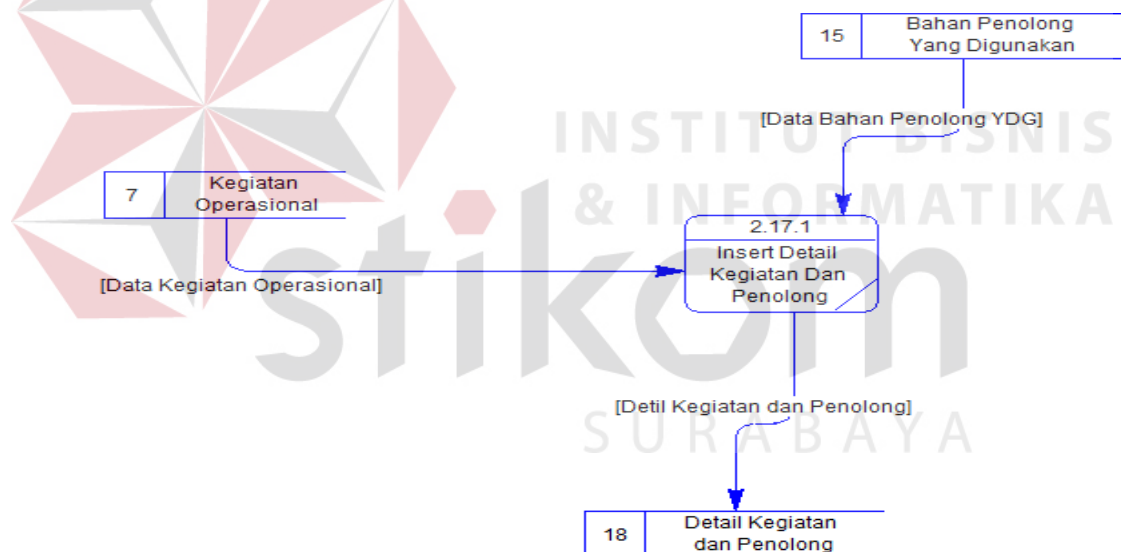 15
Bahan Penolong
Yang Digunakan
[Data Bahan Penolong YDG]
INSTITUT BISNIS
& INFORMATIKA
7
Kegiatan
Operasional
[Data Kegiatan Operasional]
2.17.1
Insert Detail
Kegiatan Dan
Penolong
stikom
[Detil Kegiatan dan Penolong]
SURABAYA
18
Detail Kegiatan
dan Penolong